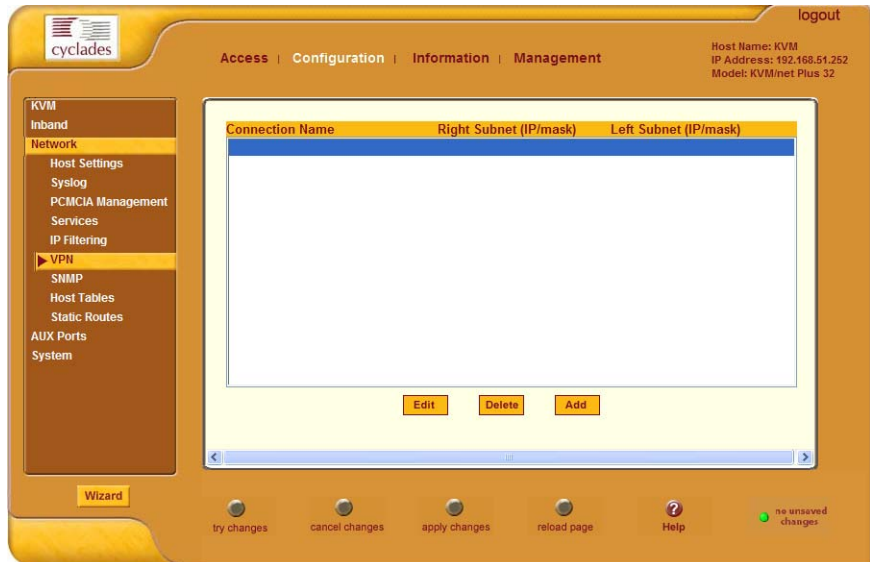 logout
cyclades
Access | Configuration | Information | Management
Host Name: KVM
IP Address: 192.168.51.252
Model: KVM/net Plus 32
KVM
Inband
Network
Host Settings
Syslog
PCMCIA Management
Services
IP Filtering
VPN
SNMP
Host Tables
Static Routes
AUX Ports
System
Connection Name Right Subnet (IP/mask) Left Subnet (IP/mask)
Edit Delete Add
Wizard
try changes cancel changes apply changes reload page Help
no unsaved
changes